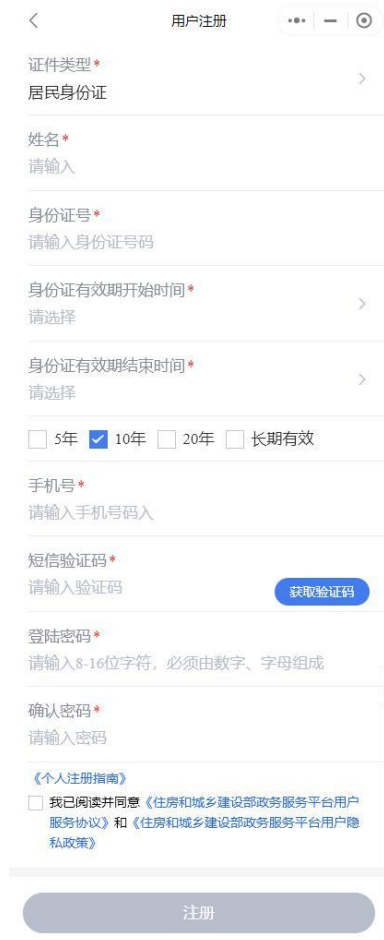 用户注册
证件类型*
居民身份证
姓名*
请输入
身份证号*
请输入身份证号码
身份证有效期开始时间*
请选择
身份证有效期结束时间*
请选择
5年 10年 20年 长期有效
手机号*
请输入手机号码入
短信验证码*
请输入验证码
获取验证码
登陆密码*
请输入8-16位字符，必须由数字、字母组成
确认密码*
请输入密码
《个人注册指南》
我已阅读并同意《住房和城乡建设部政务服务平台用户
服务协议》和《住房和城乡建设部政务服务平台用户隐
私政策》
注册